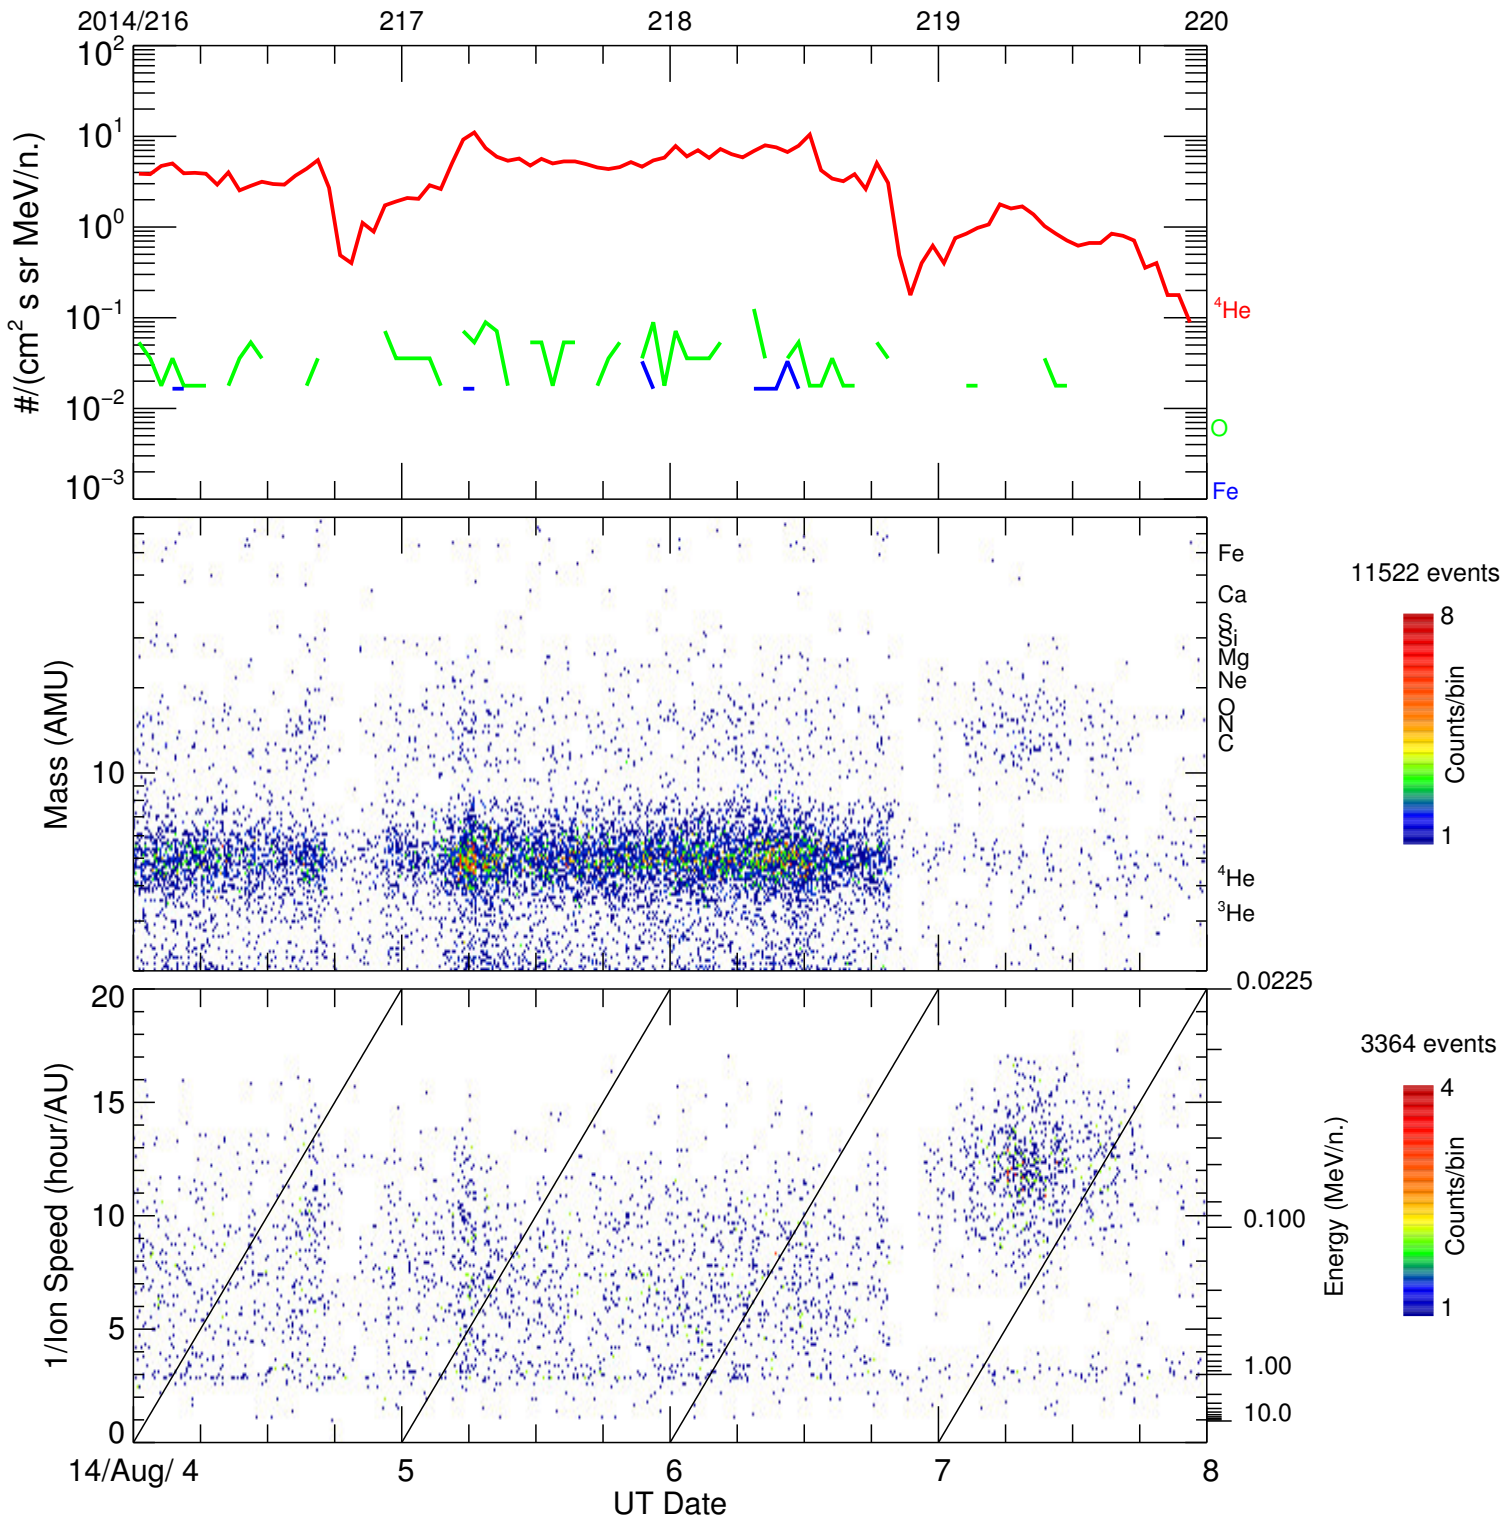 2014/216 217 218 219 220
10² 10¹ 10⁰ 10⁻¹ 10⁻² 10⁻³
#/(cm² s sr MeV/n.)
⁴He
O
Fe
Mass (AMU)
10
Fe
Ca
S
Si
Mg
Ne
O
N
C
⁴He
³He
11522 events
8
Counts/bin
1
1/Ion Speed (hour/AU)
20
15
10
5
0
0.0225
0.100
1.00
10.0
Energy (MeV/n.)
3364 events
4
Counts/bin
1
14/Aug/ 4 5 6 7 8
UT Date